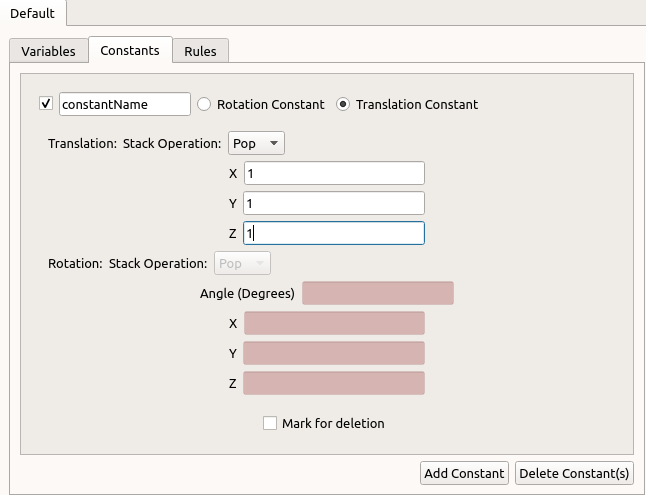 Default
Variables Constants Rules
constantName Rotation Constant Translation Constant
Translation: Stack Operation: Pop
X 1
Y 1
Z 1
Rotation: Stack Operation: Pop
Angle (Degrees)
X
Y
Z
Mark for deletion
Add Constant Delete Constant(s)